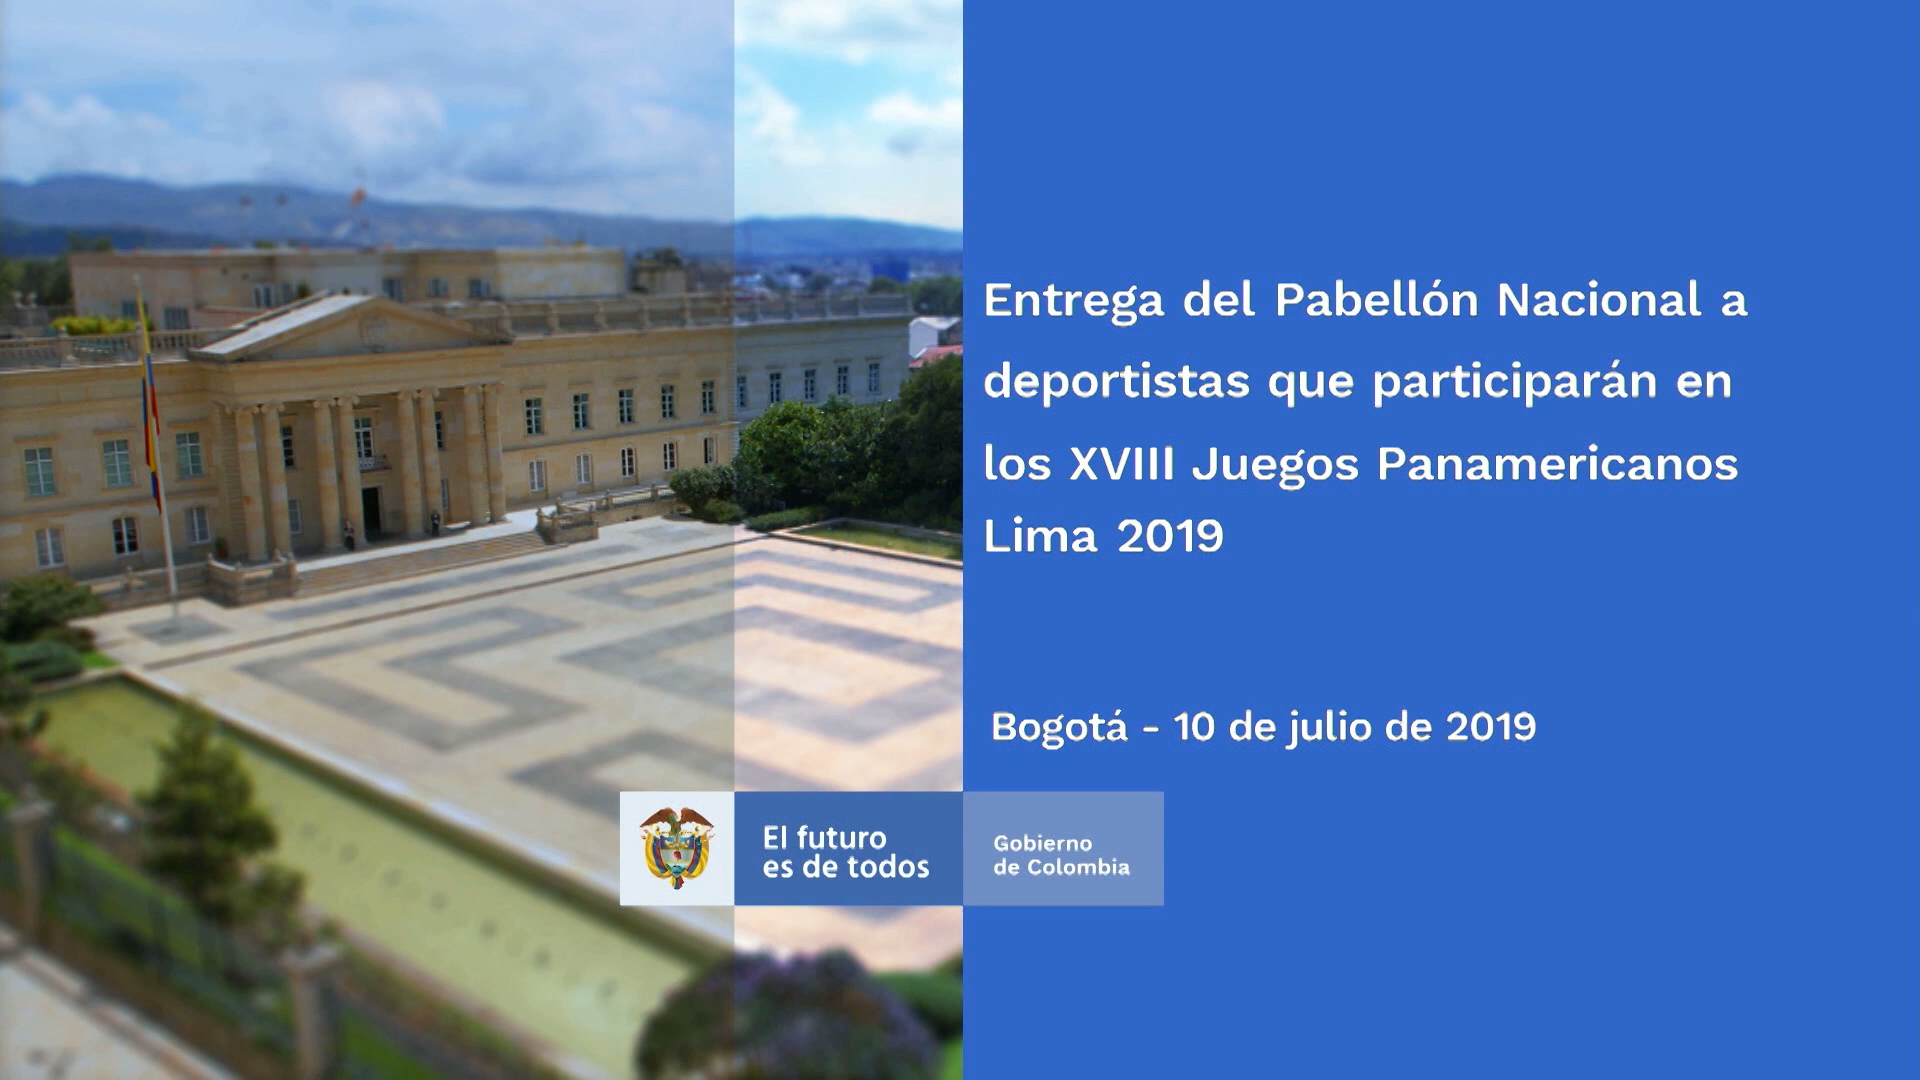 Entrega del Pabellón Nacional a
deportistas que participarán en
los XVIII Juegos Panamericanos
Lima 2019
Bogotá - 10 de julio de 2019
El futuro
es de todos
Gobierno
de Colombia